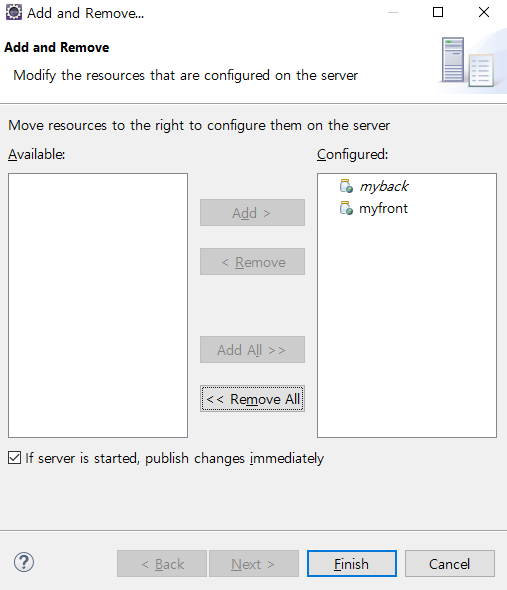 Add and Remove...
Add and Remove
Modify the resources that are configured on the server
Move resources to the right to configure them on the server
Available:
Configured:
myback
myfront
Add >
< Remove
Add All >>
<< Remove All
If server is started, publish changes immediately
?
< Back
Next >
Finish
Cancel